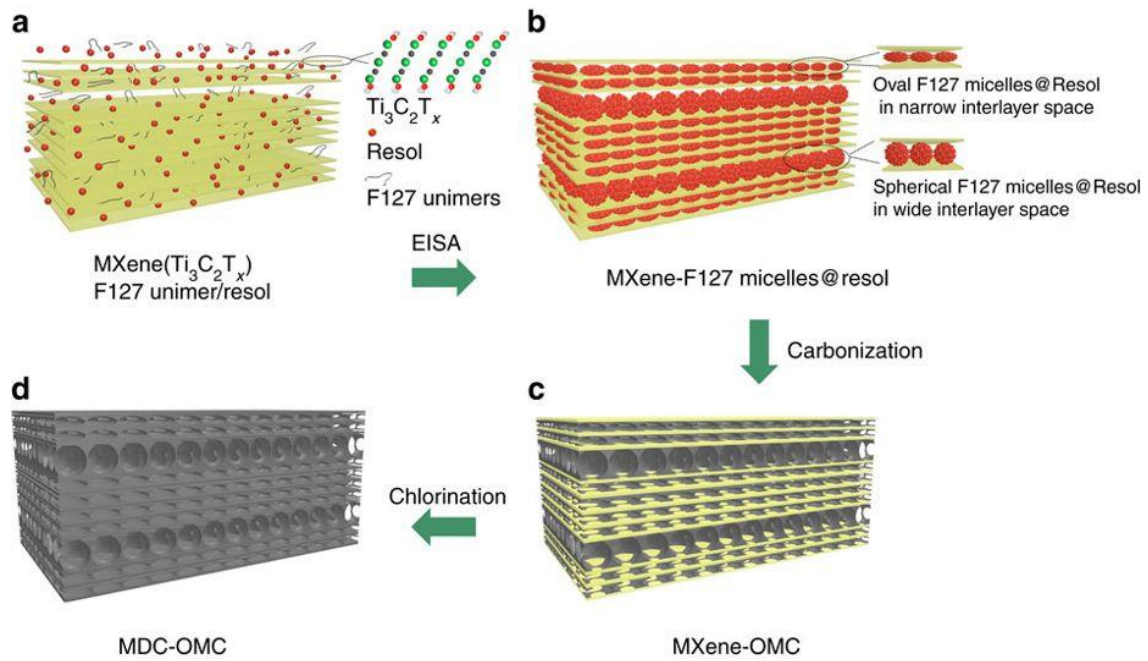 a
Ti₃C₂Tₓ
Resol
F127 unimers
MXene(Ti₃C₂Tₓ)
F127 unimer/resol
EISA
b
Oval F127 micelles@Resol
in narrow interlayer space
Spherical F127 micelles@Resol
in wide interlayer space
MXene-F127 micelles@resol
Carbonization
d
MDC-OMC
Chlorination
c
MXene-OMC